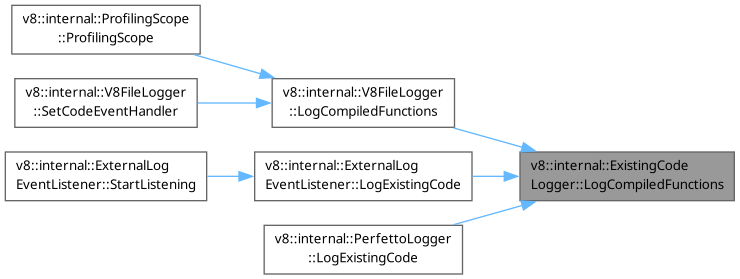 v8::internal::ProfilingScope
::ProfilingScope
v8::internal::V8FileLogger
::SetCodeEventHandler
v8::internal::V8FileLogger
::LogCompiledFunctions
v8::internal::ExternalLog
EventListener::StartListening
v8::internal::ExternalLog
EventListener::LogExistingCode
v8::internal::ExistingCode
Logger::LogCompiledFunctions
v8::internal::PerfettoLogger
::LogExistingCode